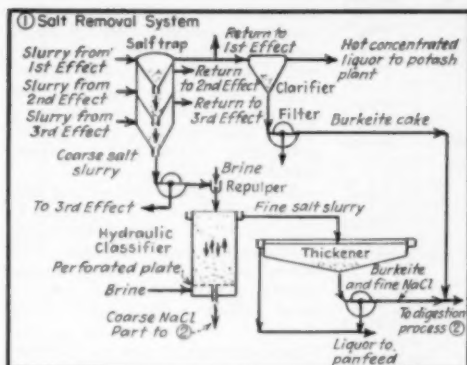 ① Salt Removal System
Salt trap
Return to
1st Effect
Slurry from
1st Effect
Hot concentrated
liquor to potash
plant
Return
to 2nd Effect
Clarifier
Slurry from
2nd Effect
Return to
3rd Effect
Filter
Slurry from
3rd Effect
Burkeite cake
Coarse salt
slurry
Brine
Repulper
To 3rd Effect
Fine salt slurry
Hydraulic
Classifier
Thickener
Perforated plate
Burkeite
and fine NaCl
Brine
Coarse NaCl
Part to ②
To digestion
process ②
Liquor to
pan feed